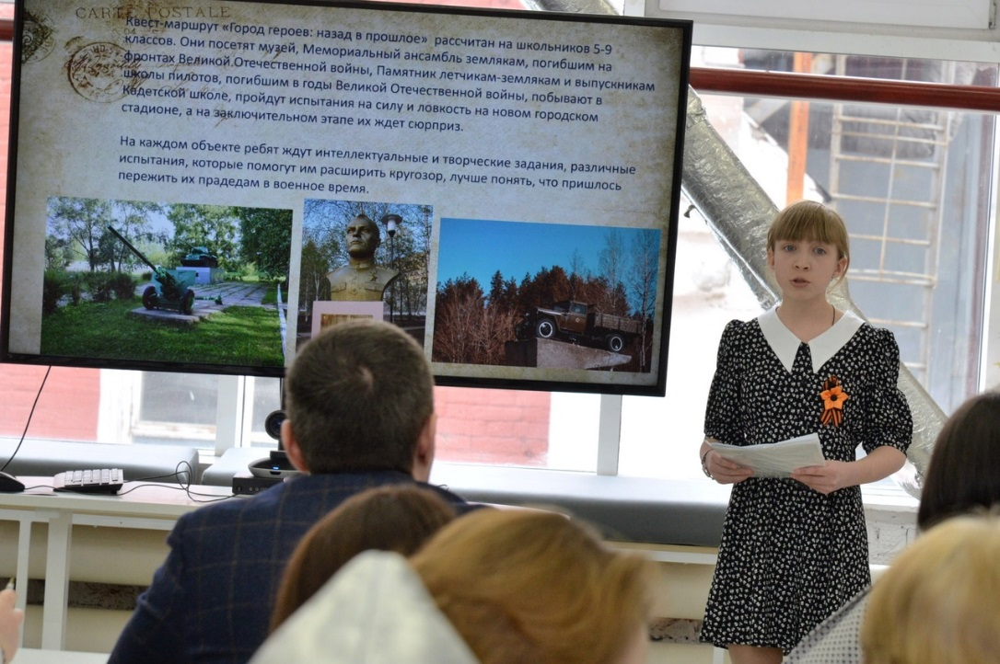 CARTE POSTALE
Квест-маршрут «Город героев: назад в прошлое» рассчитан на школьников 5-9
классов. Они посетят музей, Мемориальный ансамбль землякам, погибшим на
фронтах Великой Отечественной войны, Памятник летчикам-землякам и выпускникам
школы пилотов, погибшим в годы Великой Отечественной войны, побывают в
Кадетской школе, пройдут испытания на силу и ловкость на новом городском
стадионе, а на заключительном этапе их ждет сюрприз.
На каждом объекте ребят ждут интеллектуальные и творческие задания, различные
испытания, которые помогут им расширить кругозор, лучше понять, что пришлось
пережить их прадедам в военное время.